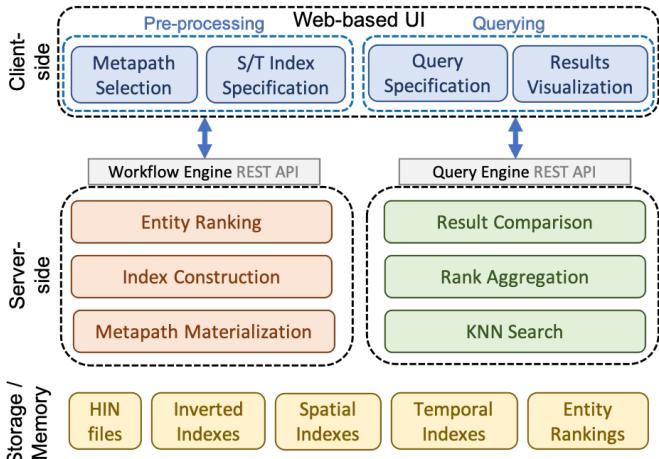 Web-based UI
Client-
side
Pre-processing
Querying
Metapath
Selection
S/T Index
Specification
Query
Specification
Results
Visualization
Workflow Engine REST API
Query Engine REST API
Server-
side
Entity Ranking
Index Construction
Metapath Materialization
Result Comparison
Rank Aggregation
KNN Search
Storage /
Memory
HIN
files
Inverted
Indexes
Spatial
Indexes
Temporal
Indexes
Entity
Rankings